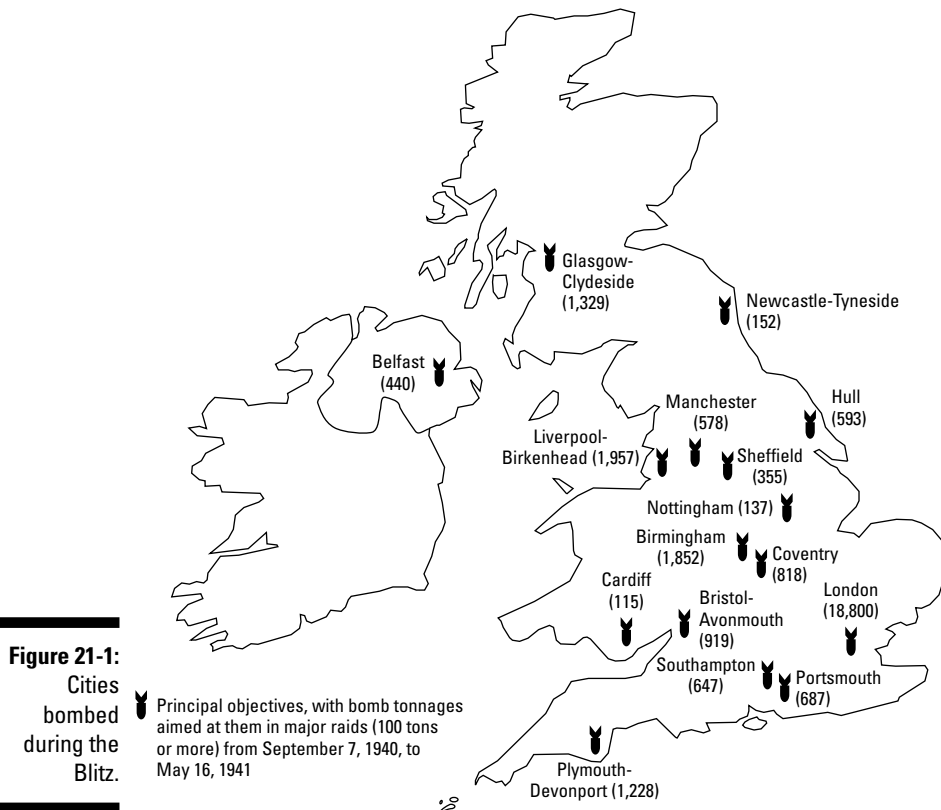 Glasgow-
Clydeside
(1,329)
Newcastle-Tyneside
(152)
Belfast
(440)
Manchester
(578)
Hull
(593)
Liverpool-
Birkenhead (1,957)
Sheffield
(355)
Nottingham (137)
Birmingham
(1,852)
Coventry
(818)
Cardiff
(115)
Bristol-
Avonmouth
(919)
London
(18,800)
Southampton
(647)
Portsmouth
(687)
Plymouth-
Devonport (1,228)
Figure 21-1:
Cities
bombed
during the
Blitz.
Principal objectives, with bomb tonnages
aimed at them in major raids (100 tons
or more) from September 7, 1940, to
May 16, 1941